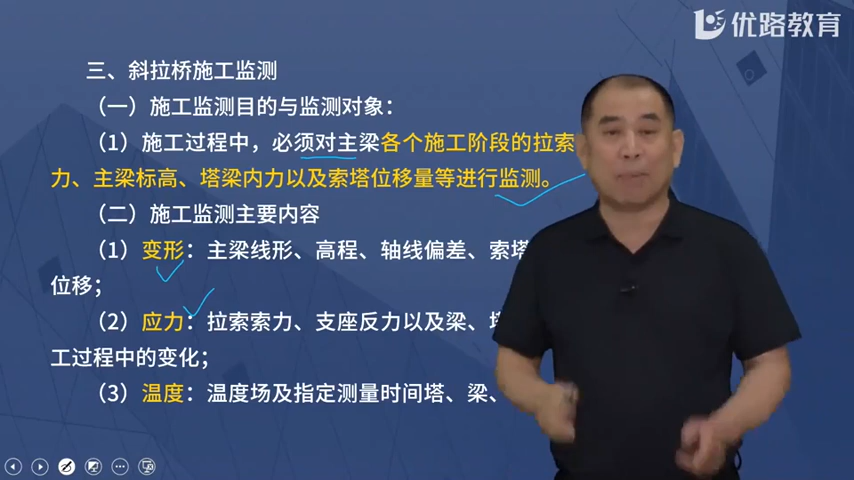 优路教育
三、斜拉桥施工监测
（一）施工监测目的与监测对象：
（1）施工过程中，必须对主梁各个施工阶段的拉索
力、主梁标高、塔梁内力以及索塔位移量等进行监测。
（二）施工监测主要内容
（1）变形：主梁线形、高程、轴线偏差、索塔
位移；
（2）应力：拉索索力、支座反力以及梁、塔
工过程中的变化；
（3）温度：温度场及指定测量时间塔、梁、